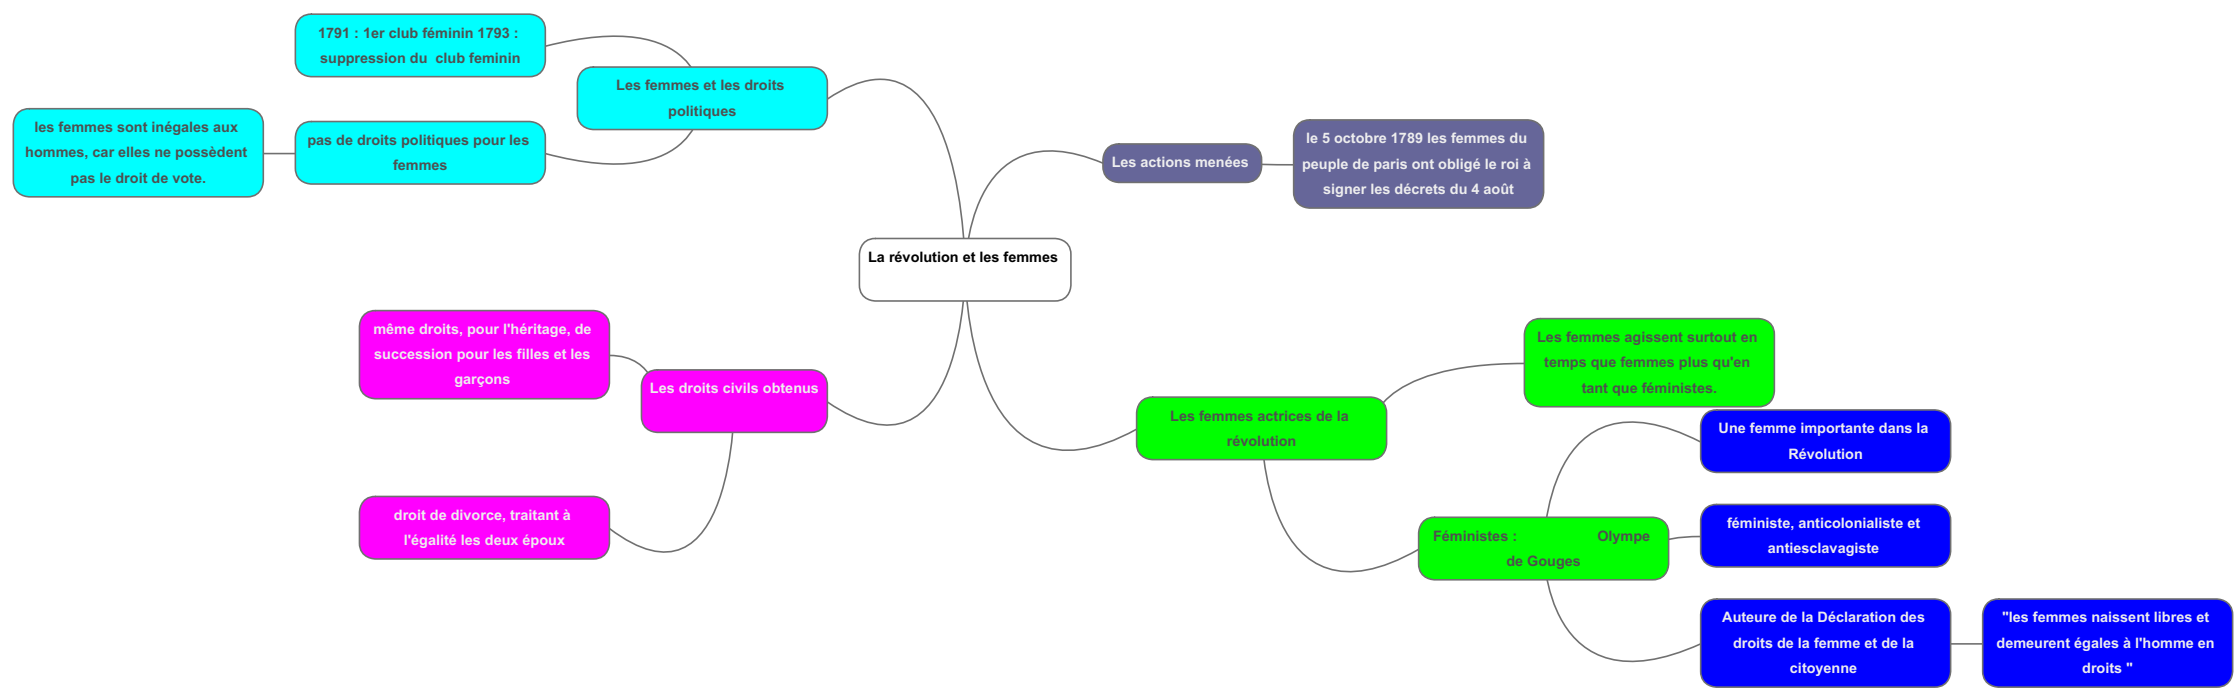 1791 : 1er club féminin 1793 :
suppression du  club feminin
Les femmes et les droits
politiques
les femmes sont inégales aux
hommes, car elles ne possèdent
pas le droit de vote.
pas de droits politiques pour les
femmes
Les actions menées
le 5 octobre 1789 les femmes du
peuple de paris ont obligé le roi à
signer les décrets du 4 août
La révolution et les femmes
même droits, pour l'héritage, de
succession pour les filles et les
garçons
Les droits civils obtenus
droit de divorce, traitant à
l'égalité les deux époux
Les femmes actrices de la
révolution
Les femmes agissent surtout en
temps que femmes plus qu'en
tant que féministes.
Féministes : Olympe
de Gouges
Une femme importante dans la
Révolution
féministe, anticolonialiste et
antiesclavagiste
Auteure de la Déclaration des
droits de la femme et de la
citoyenne
"les femmes naissent libres et
demeurent égales à l'homme en
droits "